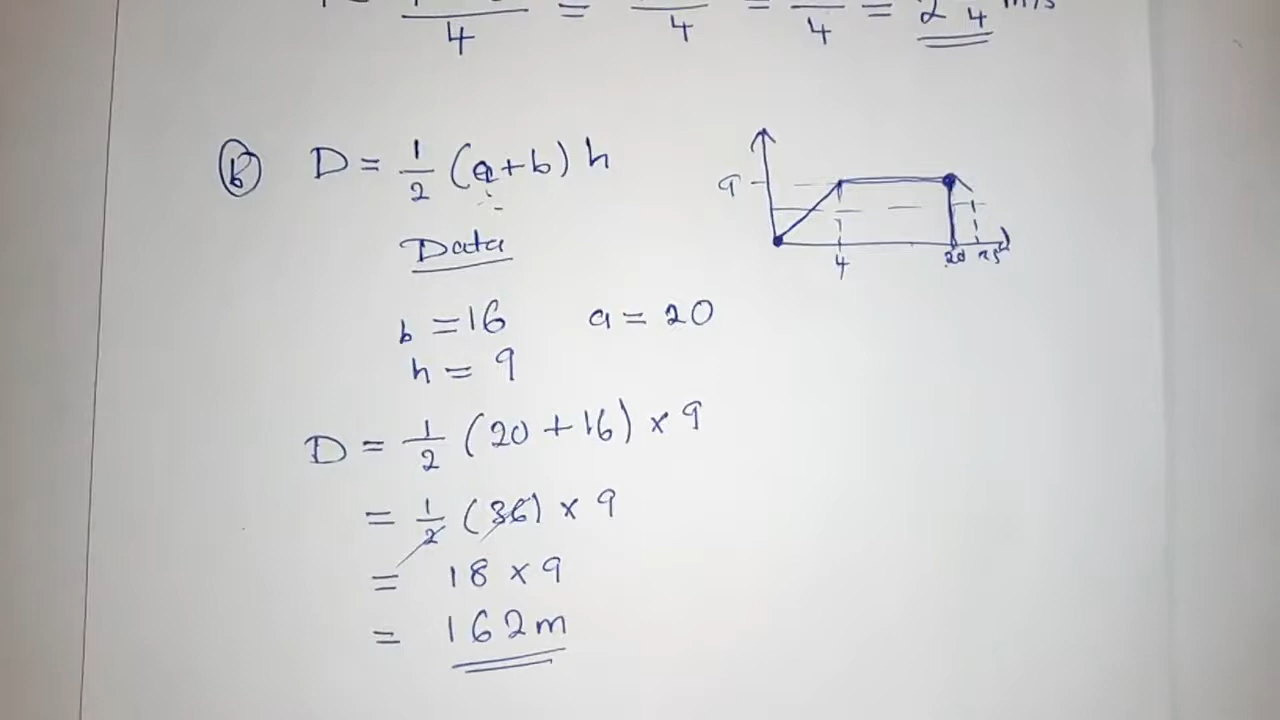 4 = 4 = 4 = 2 4 m/s
(b) D = 1/2 (a+b) h
9
4 20 25
Data
b = 16 a = 20
h = 9
D = 1/2 (20 + 16) × 9
= 1/2 (36) × 9
= 18 × 9
= 162m